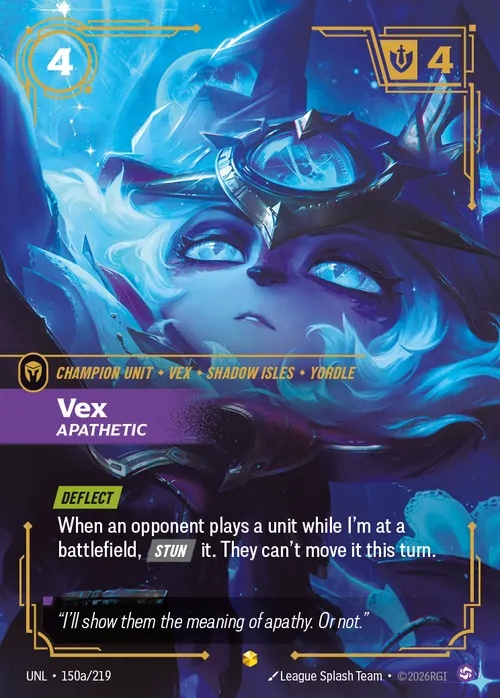 4
4
CHAMPION UNIT • VEX • SHADOW ISLES • YORDLE
Vex
APATHETIC
DEFLECT
When an opponent plays a unit while I'm at a
battlefield, STUN it. They can't move it this turn.
“I'll show them the meaning of apathy. Or not.”
UNL • 150a/219
League Splash Team • ©2026RGI